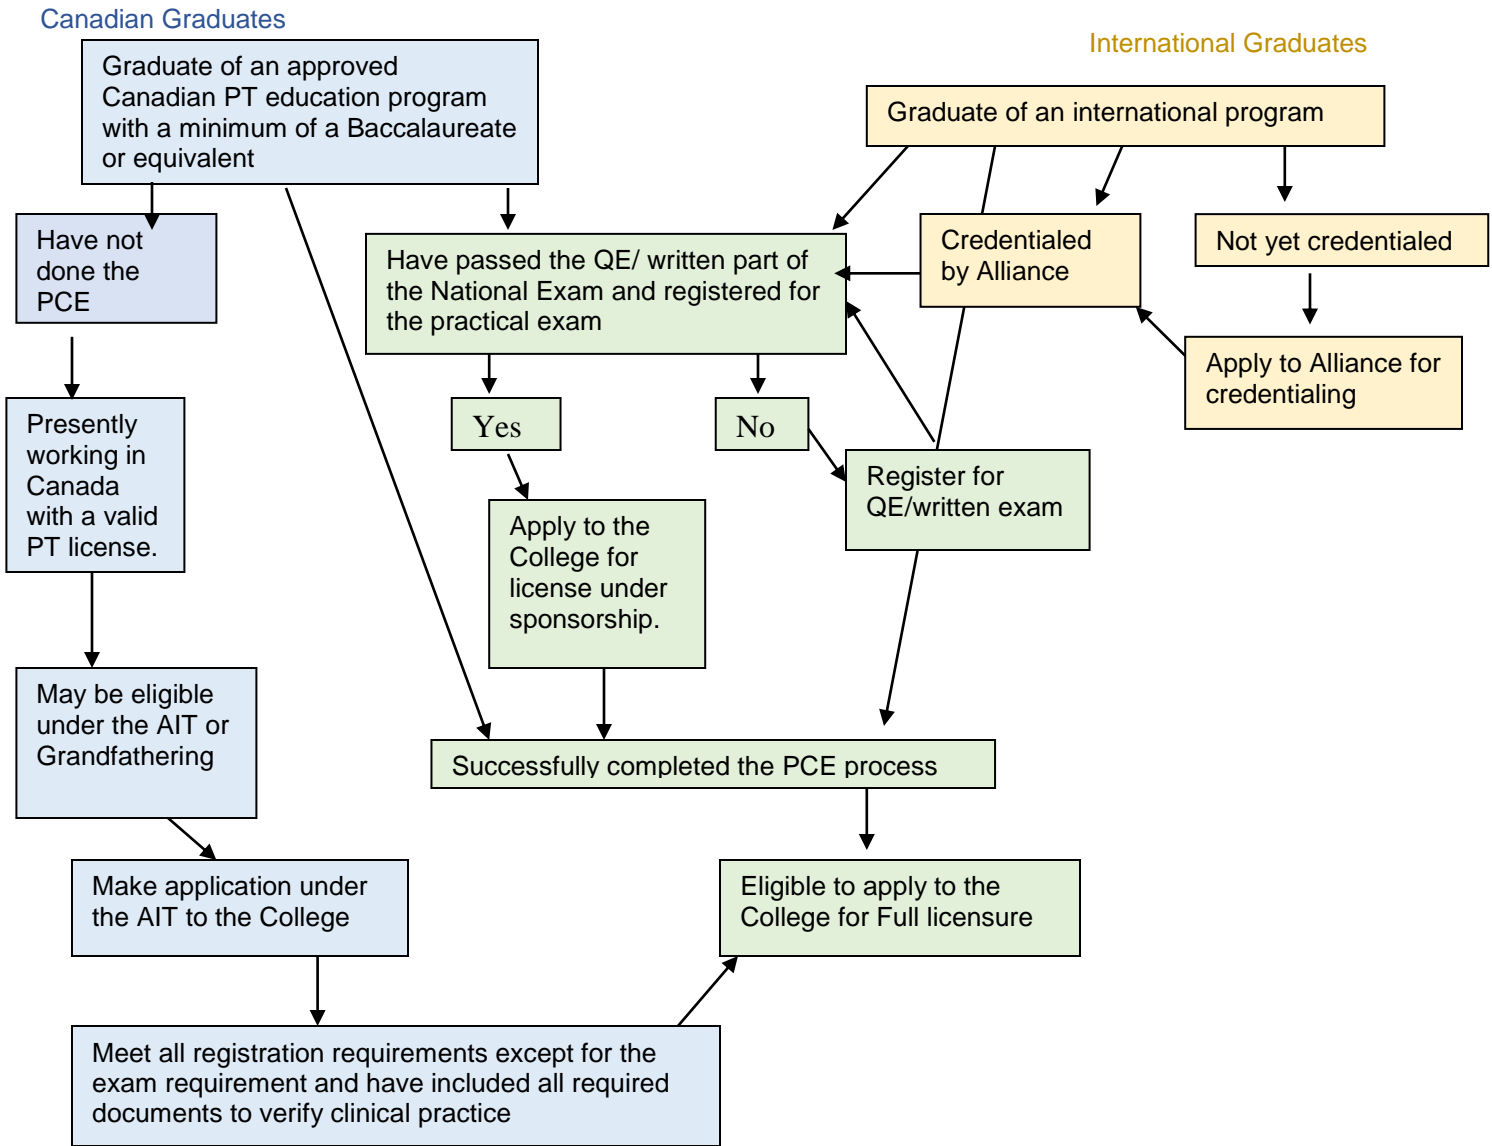 Canadian Graduates
International Graduates
Graduate of an approved
Canadian PT education program
with a minimum of a Baccalaureate
or equivalent
Graduate of an international program
Have not
done the
PCE
Have passed the QE/ written part of
the National Exam and registered for
the practical exam
Credentialed
by Alliance
Not yet credentialed
Apply to Alliance for
credentialing
Presently
working in
Canada
with a valid
PT license.
Yes
No
Register for
QE/written exam
Apply to the
College for
license under
sponsorship.
May be eligible
under the AIT or
Grandfathering
Successfully completed the PCE process
Make application under
the AIT to the College
Eligible to apply to the
College for Full licensure
Meet all registration requirements except for the
exam requirement and have included all required
documents to verify clinical practice